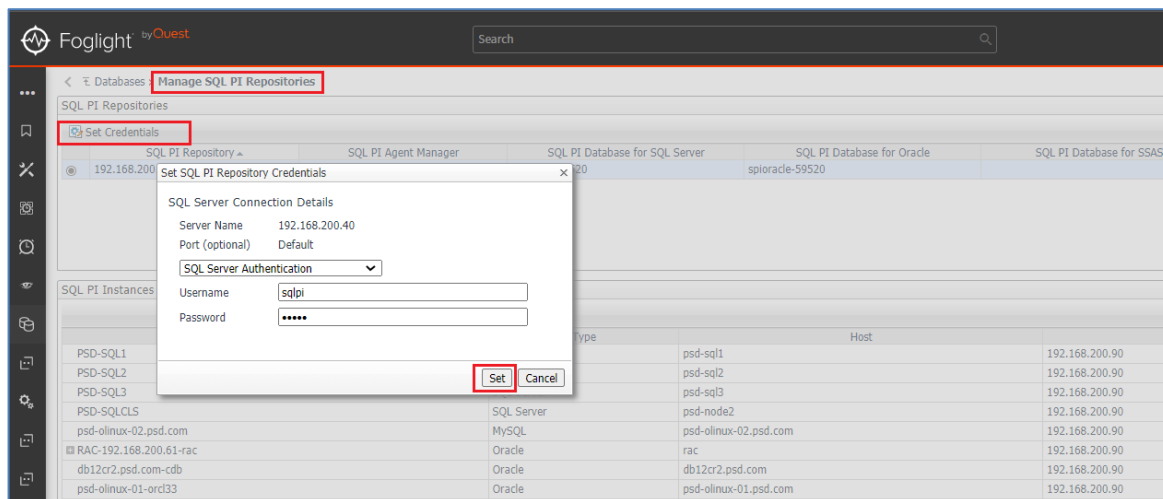 Foglight by Quest
Search
Databases › Manage SQL PI Repositories
SQL PI Repositories
Set Credentials
SQL PI Repository SQL PI Agent Manager SQL PI Database for SQL Server SQL PI Database for Oracle SQL PI Database for SSAS
192.168.200 20 spioracle-59520
Set SQL PI Repository Credentials
SQL Server Connection Details
Server Name 192.168.200.40
Port (optional) Default
SQL Server Authentication
Username sqlpi
Password •••••
Set Cancel
SQL PI Instances
Type Host
PSD-SQL1 psd-sql1 192.168.200.90
PSD-SQL2 psd-sql2 192.168.200.90
PSD-SQL3 psd-sql3 192.168.200.90
PSD-SQLCLS SQL Server psd-node2 192.168.200.90
psd-olinux-02.psd.com MySQL psd-olinux-02.psd.com 192.168.200.90
RAC-192.168.200.61-rac Oracle rac 192.168.200.90
db12cr2.psd.com-cdb Oracle db12cr2.psd.com 192.168.200.90
psd-olinux-01-orcl33 Oracle psd-olinux-01.psd.com 192.168.200.90